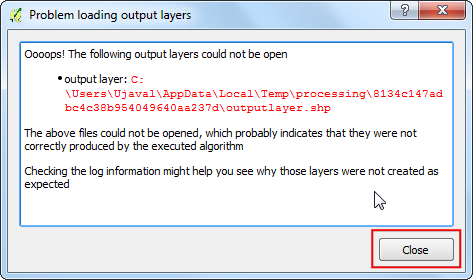 Problem loading output layers
?
Oooops! The following output layers could not be open
• output layer: C:
\Users\Ujaval\AppData\Local\Temp\processing\8134c147ad
bc4c38b954049640aa237d\outputlayer.shp
The above files could not be opened, which probably indicates that they were not
correctly produced by the executed algorithm
Checking the log information might help you see why those layers were not created as
expected
Close